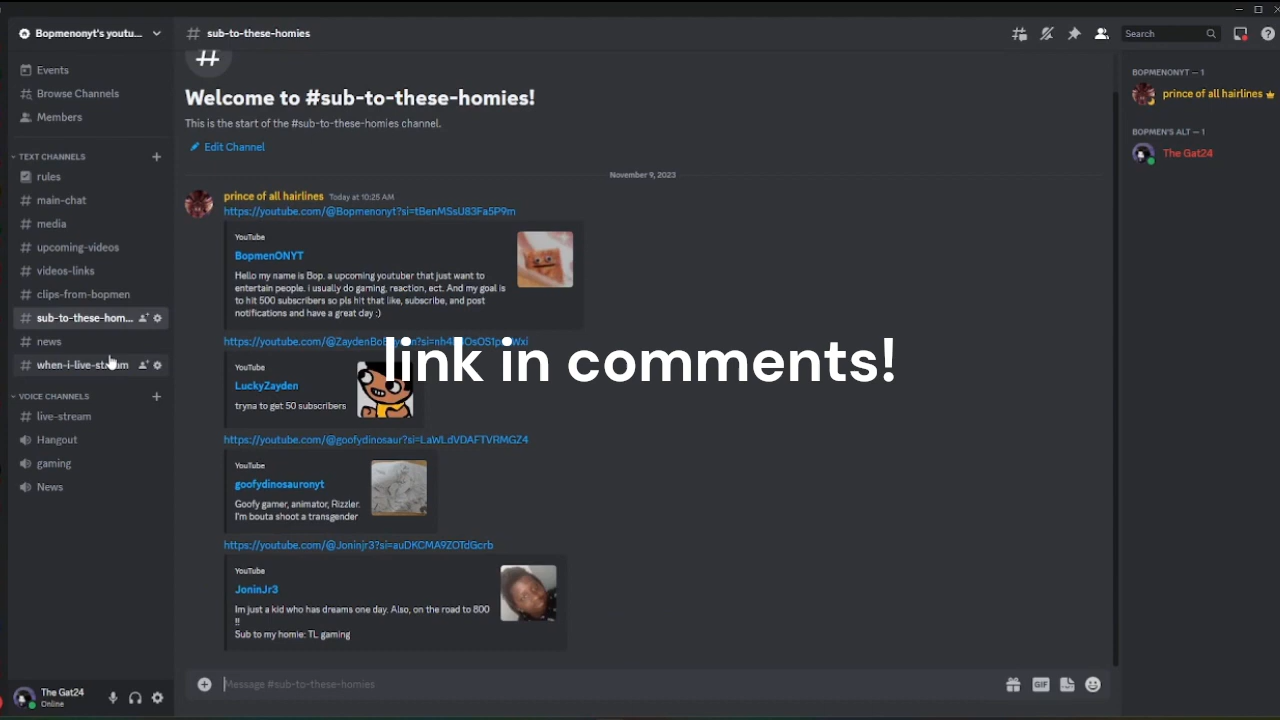 Bopmenonyt's youtu...
Events
Browse Channels
Members
TEXT CHANNELS
rules
main-chat
media
upcoming-videos
videos-links
clips-from-bopmen
sub-to-these-hom...
news
when-i-live-stream
VOICE CHANNELS
live-stream
Hangout
gaming
News
The Gat24
Online
# sub-to-these-homies
Search
Welcome to #sub-to-these-homies!
This is the start of the #sub-to-these-homies channel.
Edit Channel
November 9, 2023
prince of all hairlines Today at 10:25 AM
https://youtube.com/@Bopmenonyt?si=tBenMSsU83Fa5P9m
YouTube
BopmenONYT
Hello my name is Bop, a upcoming youtuber that just want to
entertain people. i usually do gaming, reaction, ect. And my goal is
to hit 500 subscribers so pls hit that like, subscribe, and post
notifications and have a great day :)
link in comments!
YouTube
LuckyZayden
tryna to get 50 subscribers
https://youtube.com/@goofydinosaur?si=LaWLdVDAFTVRMGZ4
YouTube
goofydinosauronyt
Goofy gamer, animator, Rizzler.
I'm bouta shoot a transgender
https://youtube.com/@Joninjr3?si=auDKCMA9ZOTdGcrb
YouTube
JoninJr3
Im just a kid who has dreams one day. Also, on the road to 800
!!
Sub to my homie: TL gaming
Message #sub-to-these-homies
GIF
BOPMENONYT — 1
prince of all hairlines
BOPMEN'S ALT — 1
The Gat24